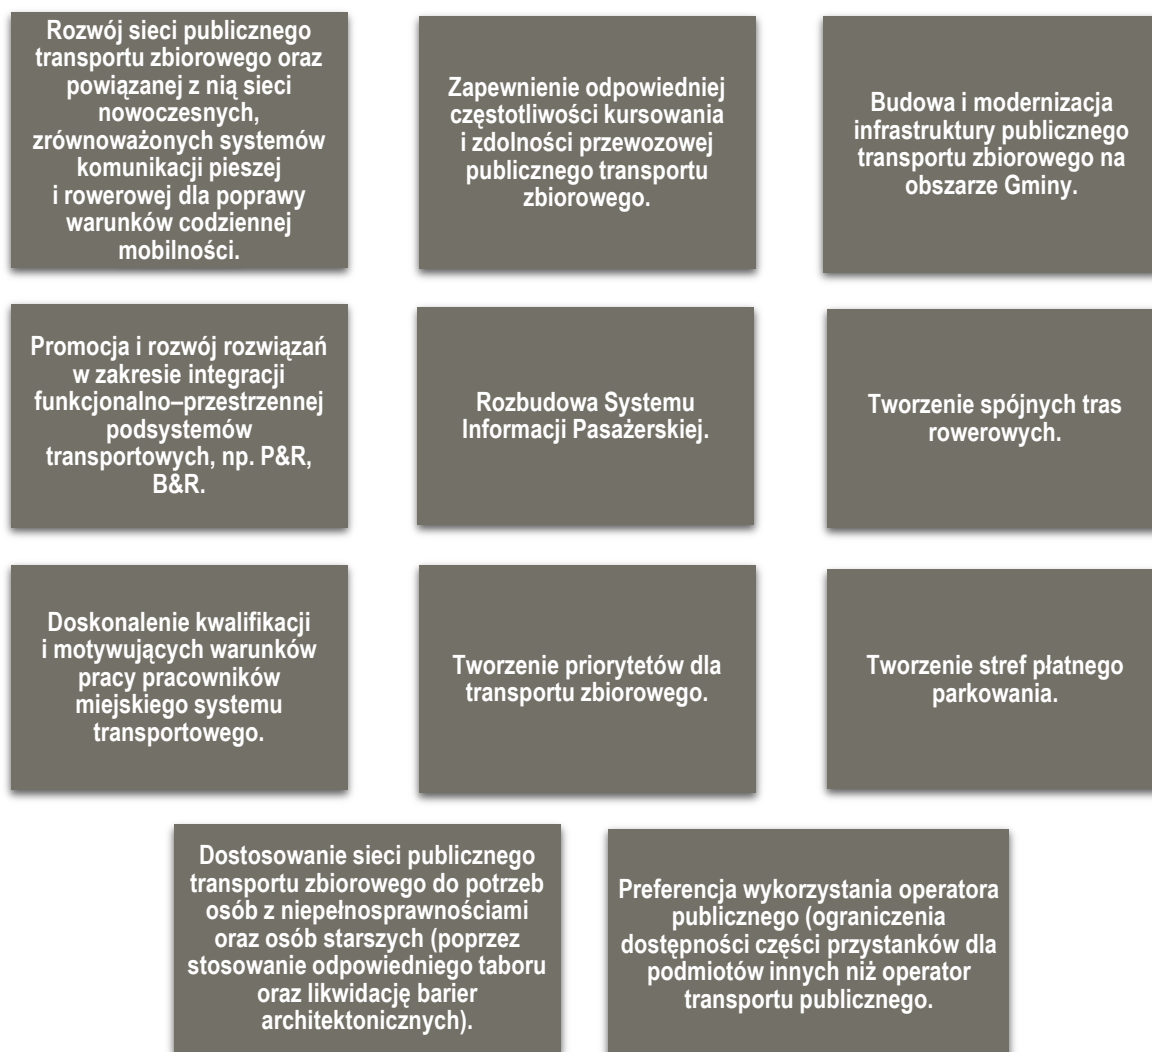 Rozwój sieci publicznego
transportu zbiorowego oraz
powiązanej z nią sieci
nowoczesnych,
zrównoważonych systemów
komunikacji pieszej
i rowerowej dla poprawy
warunków codziennej
mobilności.
Zapewnienie odpowiedniej
częstotliwości kursowania
i zdolności przewozowej
publicznego transportu
zbiorowego.
Budowa i modernizacja
infrastruktury publicznego
transportu zbiorowego na
obszarze Gminy.
Promocja i rozwój rozwiązań
w zakresie integracji
funkcjonalno–przestrzennej
podsystemów
transportowych, np. P&R,
B&R.
Rozbudowa Systemu
Informacji Pasażerskiej.
Tworzenie spójnych tras
rowerowych.
Doskonalenie kwalifikacji
i motywujących warunków
pracy pracowników
miejskiego systemu
transportowego.
Tworzenie priorytetów dla
transportu zbiorowego.
Tworzenie stref płatnego
parkowania.
Dostosowanie sieci publicznego
transportu zbiorowego do potrzeb
osób z niepełnosprawnościami
oraz osób starszych (poprzez
stosowanie odpowiedniego taboru
oraz likwidację barier
architektonicznych).
Preferencja wykorzystania operatora
publicznego (ograniczenia
dostępności części przystanków dla
podmiotów innych niż operator
transportu publicznego.